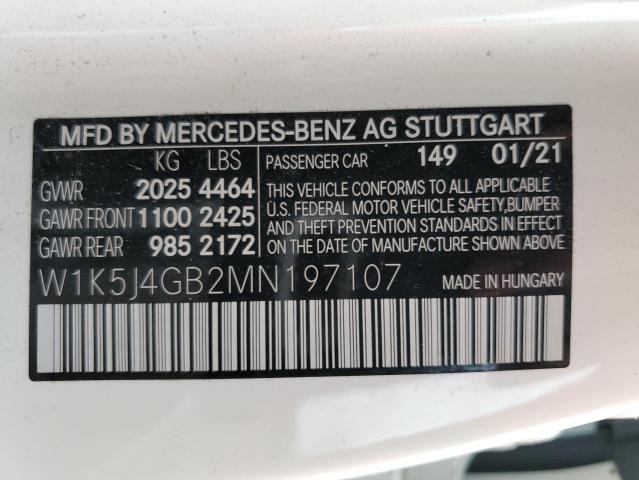 MFD BY MERCEDES-BENZ AG STUTTGART
KG LBS PASSENGER CAR 149 01/21
GVWR 2025 4464 THIS VEHICLE CONFORMS TO ALL APPLICABLE
GAWR FRONT 1100 2425 U.S. FEDERAL MOTOR VEHICLE SAFETY,BUMPER
AND THEFT PREVENTION STANDARDS IN EFFECT
GAWR REAR 985 2172 ON THE DATE OF MANUFACTURE SHOWN ABOVE.
W1K5J4GB2MN197107 MADE IN HUNGARY